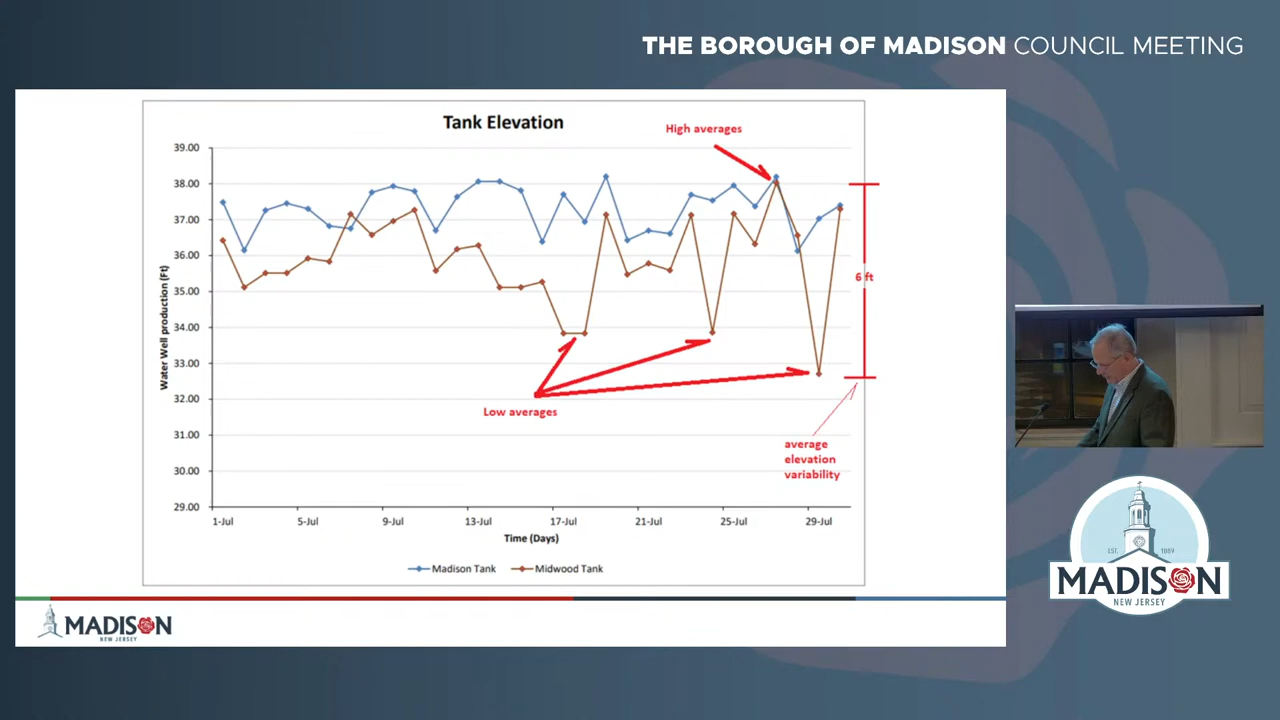 THE BOROUGH OF MADISON COUNCIL MEETING
Tank Elevation
High averages
39.00
38.00
37.00
36.00
35.00
34.00
33.00
32.00
31.00
30.00
29.00
Water Well production (Ft)
6 ft
Low averages
average
elevation
variability
1-Jul 5-Jul 9-Jul 13-Jul 17-Jul 21-Jul 25-Jul 29-Jul
Time (Days)
Madison Tank Midwood Tank
MADISON
NEW JERSEY
EST. 1889
MADISON
NEW JERSEY